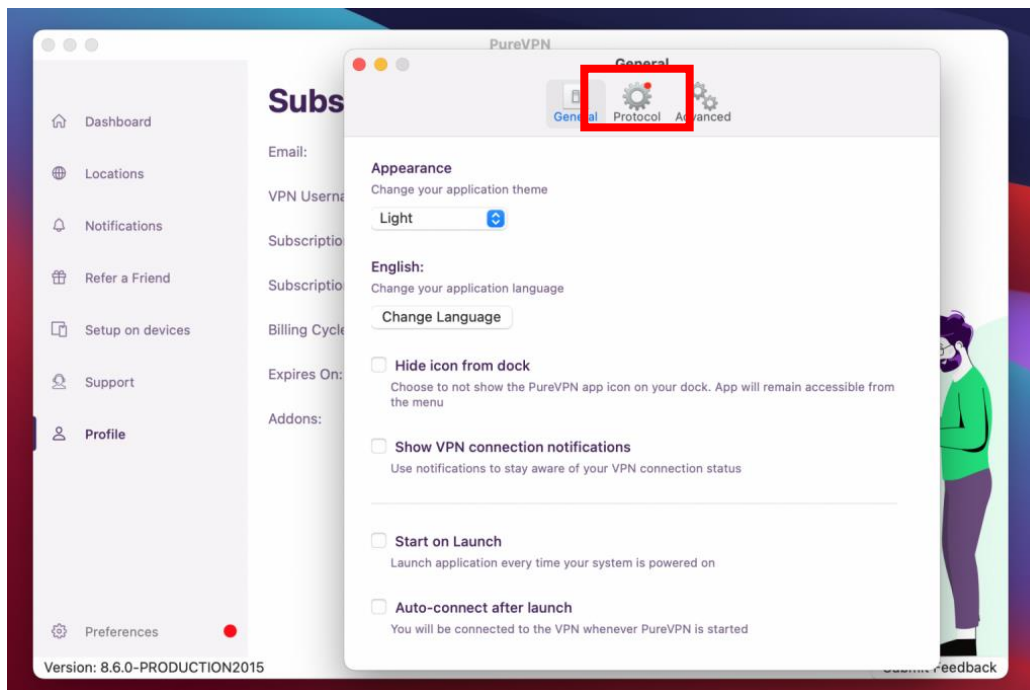 PureVPN
General
General Protocol Advanced
Dashboard
Locations
Notifications
Refer a Friend
Setup on devices
Support
Profile
Preferences
Version: 8.6.0-PRODUCTION2015
Subs
Email:
VPN Userna
Subscriptio
Subscriptio
Billing Cycle
Expires On:
Addons:
Appearance
Change your application theme
Light
English:
Change your application language
Change Language
Hide icon from dock
Choose to not show the PureVPN app icon on your dock. App will remain accessible from
the menu
Show VPN connection notifications
Use notifications to stay aware of your VPN connection status
Start on Launch
Launch application every time your system is powered on
Auto-connect after launch
You will be connected to the VPN whenever PureVPN is started
Submit Feedback